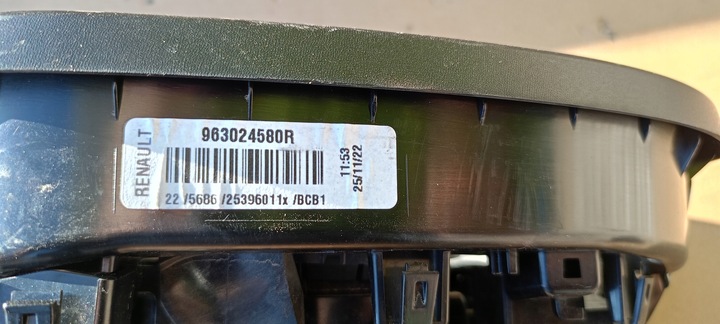 RENAULT
963024580R
11:53
25/11/22
22 /5686 /25396011x /BCB1